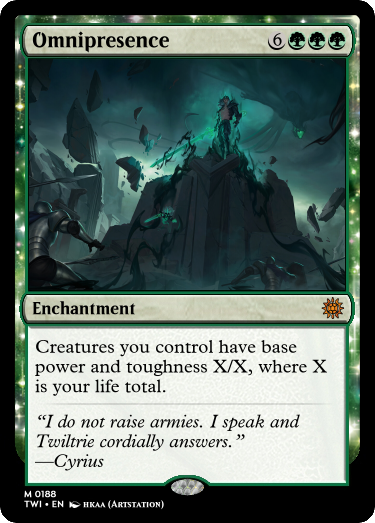 Omnipresence 6
Enchantment
Creatures you control have base
power and toughness X/X, where X
is your life total.
“I do not raise armies. I speak and
Twiltrie cordially answers.”
—Cyrius
M 0188
TWI • EN HKAA (ARTSTATION)